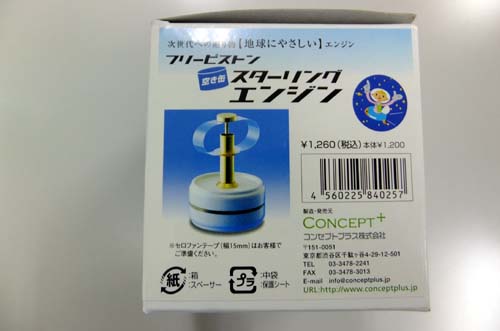 次世代への贈り物【地球にやさしい】エンジン
フリーピストン
空き缶
スターリング
エンジン
¥1,260(税込)本体¥1,200
4 560225 840257
製造・発売元
CONCEPT+
コンセプトプラス株式会社
〒151-0051
東京都渋谷区千駄ヶ谷4-29-12-501
TEL 03-3478-2241
FAX 03-3478-3013
E-mail info@conceptplus.jp
URL:http://www.conceptplus.jp
※セロファンテープ(幅15mm)はお客様で
ご準備ください。
紙
:箱
:スペーサー
プラ
:中袋
:保護シート